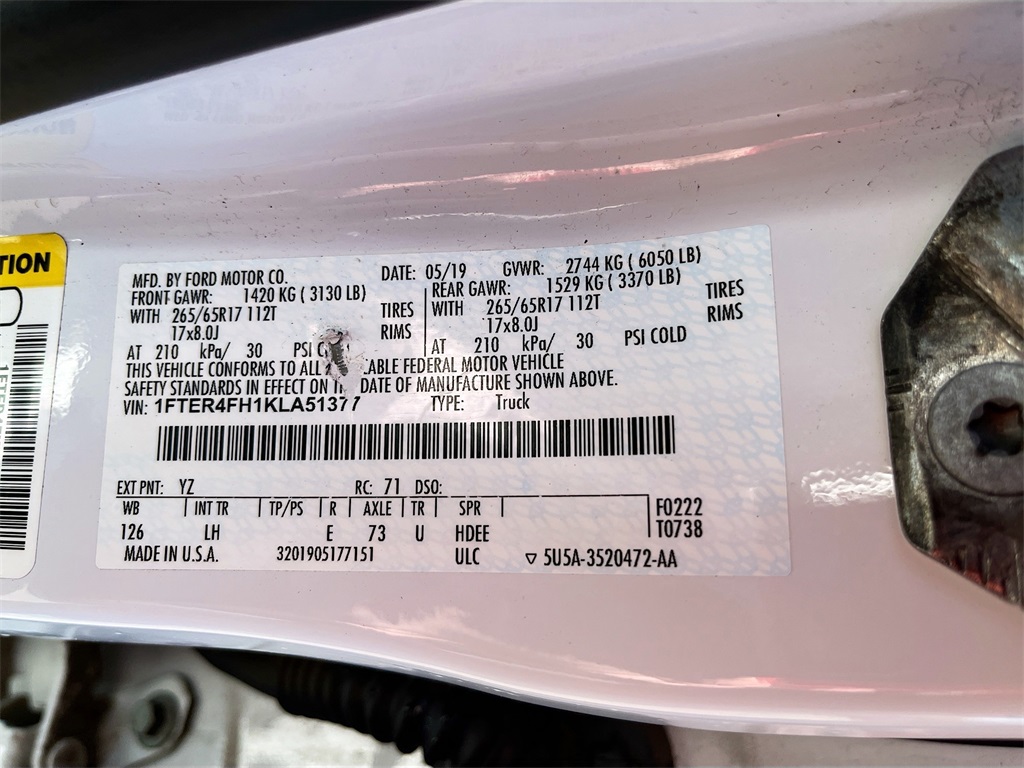 TION
MFD. BY FORD MOTOR CO. DATE: 05/19 GVWR: 2744 KG ( 6050 LB)
FRONT GAWR: 1420 KG ( 3130 LB) REAR GAWR: 1529 KG ( 3370 LB)
WITH 265/65R17 112T TIRES WITH 265/65R17 112T TIRES
17x8.0J RIMS 17x8.0J RIMS
AT 210 kPa/ 30 PSI AT 210 kPa/ 30 PSI COLD
THIS VEHICLE CONFORMS TO ALL FEDERAL MOTOR VEHICLE
SAFETY STANDARDS IN EFFECT ON DATE OF MANUFACTURE SHOWN ABOVE.
VIN: 1FTER4FH1KLA51377 TYPE: Truck
EXT PNT: YZ RC: 71 DSO:
WB INT TR TP/PS R AXLE TR SPR F0222
126 LH E 73 U HDEE T0738
MADE IN U.S.A. 3201905177151 ULC ▽ 5U5A-3520472-AA